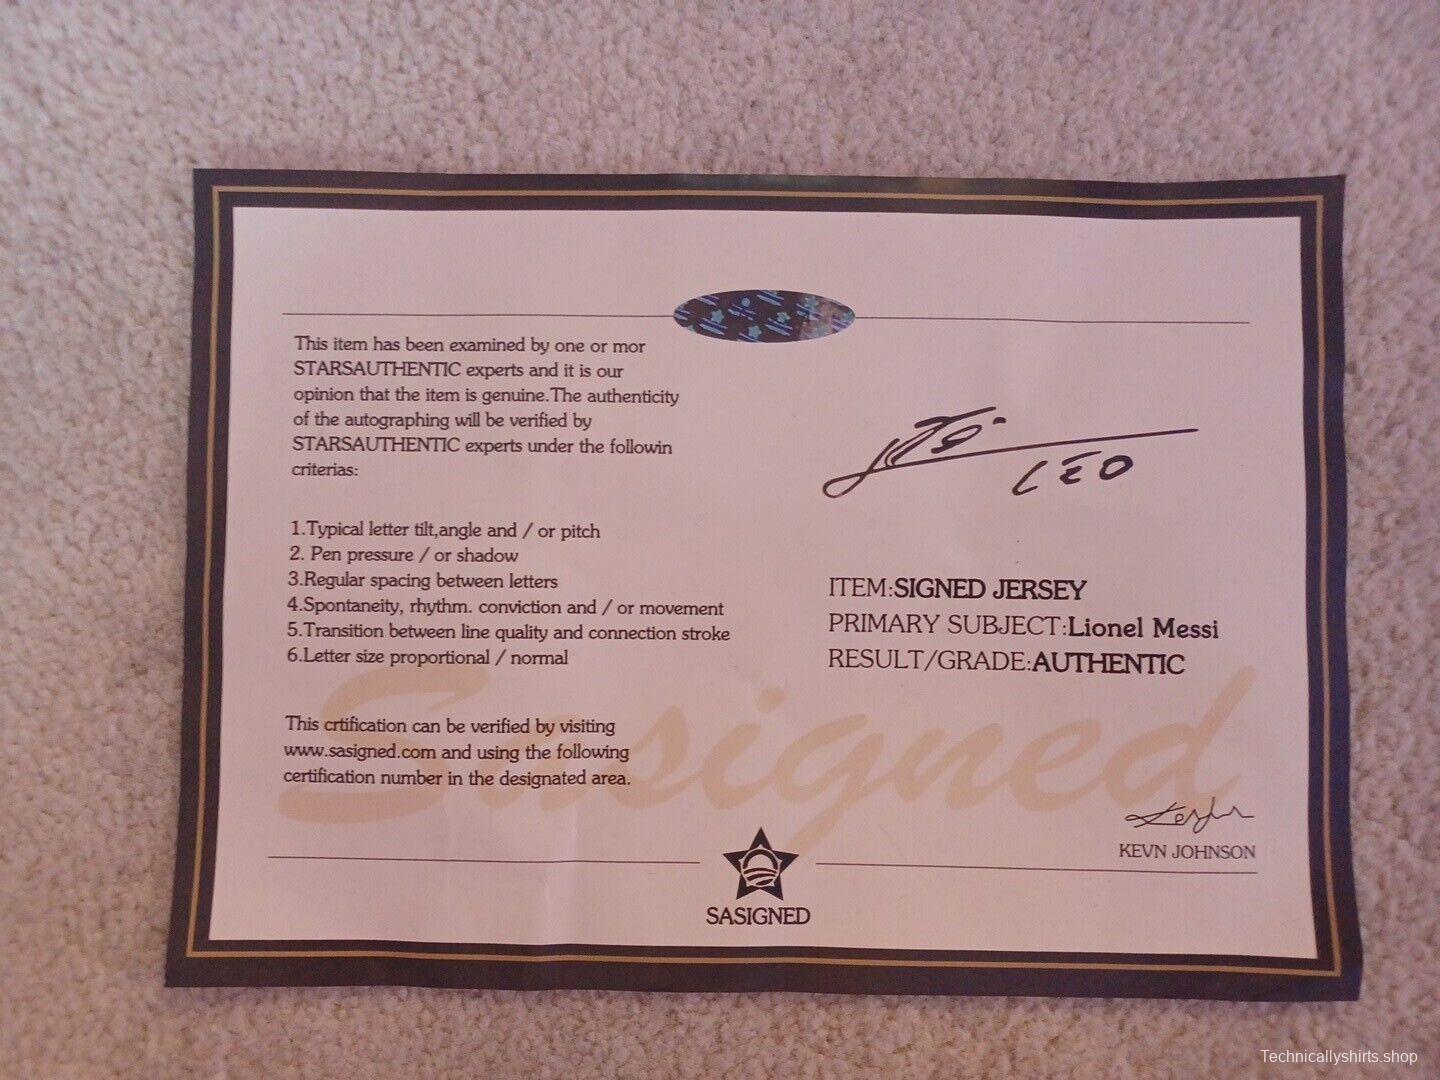 This item has been examined by one or mor
STARSAUTHENTIC experts and it is our
opinion that the item is genuine.The authenticity
of the autographing will be verified by
STARSAUTHENTIC experts under the followin
criterias:
1.Typical letter tilt,angle and / or pitch
2. Pen pressure / or shadow
3.Regular spacing between letters
4.Spontaneity, rhythm. conviction and / or movement
5.Transition between line quality and connection stroke
6.Letter size proportional / normal
This crtification can be verified by visiting
www.sasigned.com and using the following
certification number in the designated area.
LEO
ITEM:SIGNED JERSEY
PRIMARY SUBJECT:Lionel Messi
RESULT/GRADE:AUTHENTIC
Sasigned
KEVN JOHNSON
SASIGNED
Technicallyshirts.shop